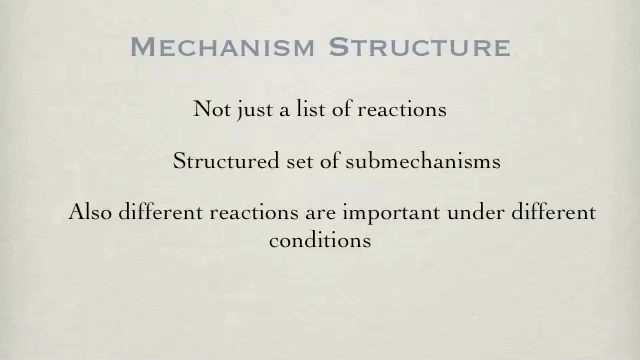 Mechanism Structure
Not just a list of reactions
Structured set of submechanisms
Also different reactions are important under different
conditions